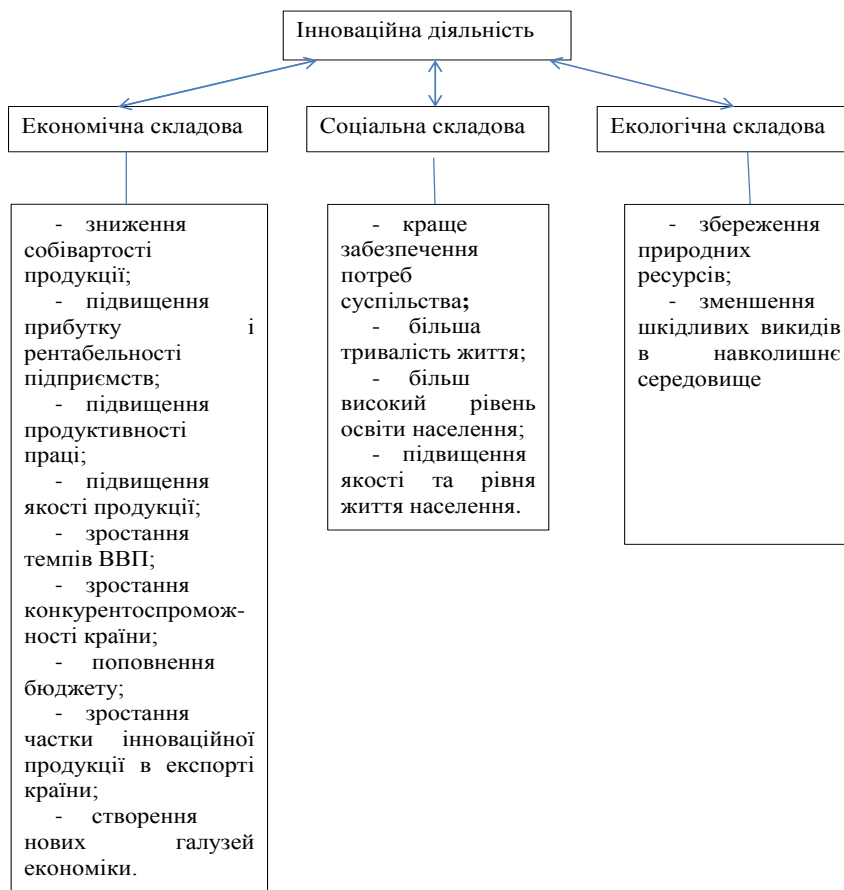 Інноваційна діяльність
Економічна складова
Соціальна складова
Екологічна складова
- зниження
собівартості
продукції;
- підвищення
прибутку і
рентабельності
підприємств;
- підвищення
продуктивності
праці;
- підвищення
якості продукції;
- зростання
темпів ВВП;
- зростання
конкурентоспромож-
ності країни;
- поповнення
бюджету;
- зростання
частки інноваційної
продукції в експорті
країни;
- створення
нових галузей
економіки.
- краще
забезпечення
потреб
суспільства;
- більша
тривалість життя;
- більш
високий рівень
освіти населення;
- підвищення
якості та рівня
життя населення.
- збереження
природних
ресурсів;
- зменшення
шкідливих викидів
в навколишнє
середовище